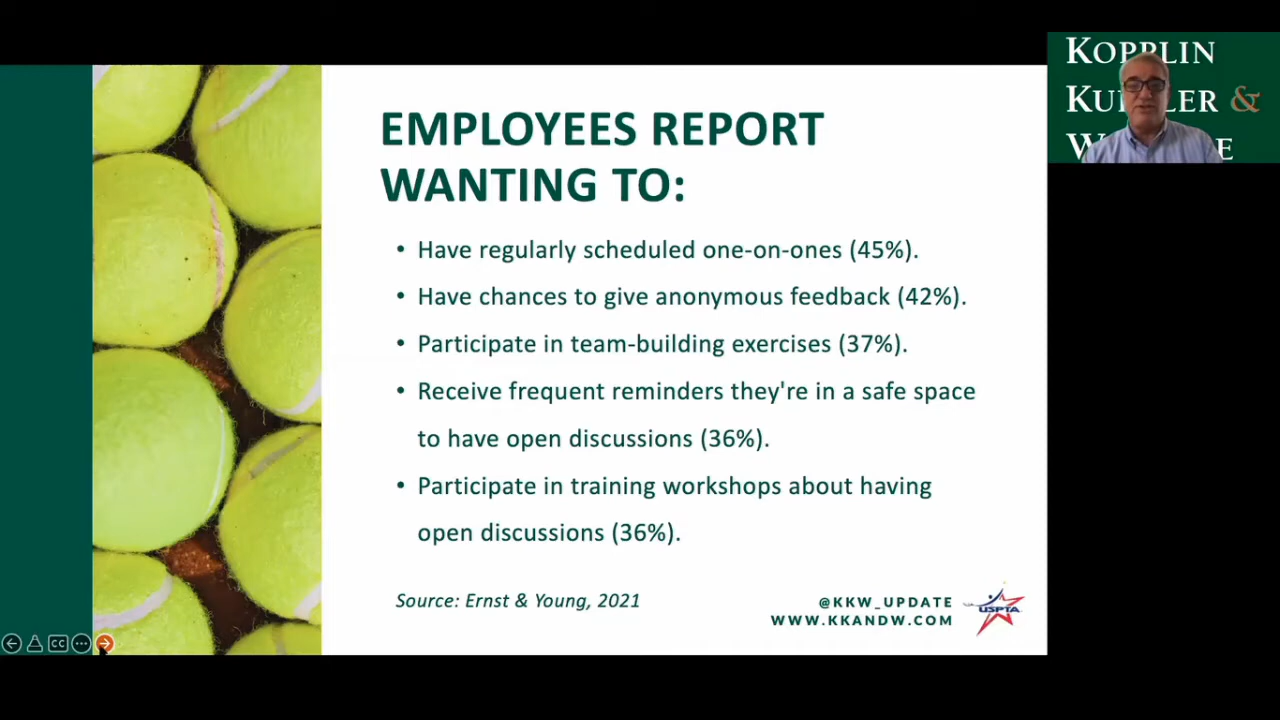 KOPPLIN
&
EMPLOYEES REPORT
WANTING TO:
• Have regularly scheduled one-on-ones (45%).
• Have chances to give anonymous feedback (42%).
• Participate in team-building exercises (37%).
• Receive frequent reminders they're in a safe space
to have open discussions (36%).
• Participate in training workshops about having
open discussions (36%).
Source: Ernst & Young, 2021
@KKW_UPDATE
WWW.KKANDW.COM
USPTA
CC